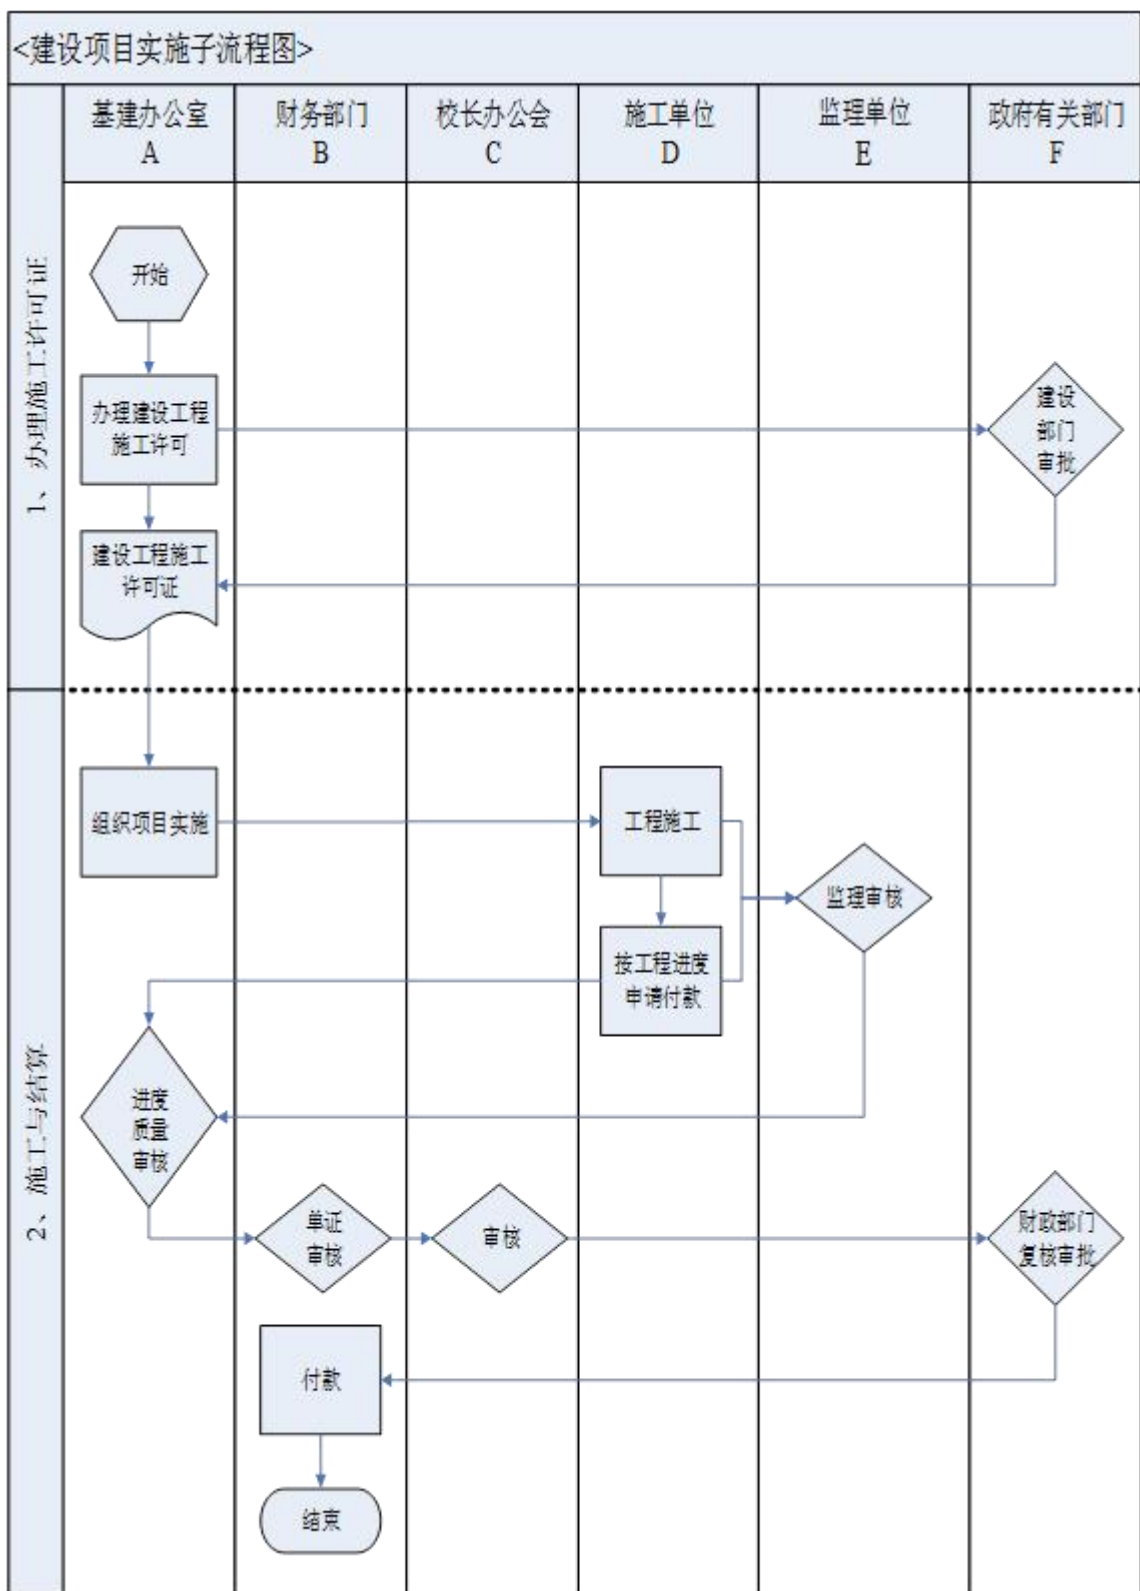 <建设项目实施子流程图>
基建办公室
A
财务部门
B
校长办公会
C
施工单位
D
监理单位
E
政府有关部门
F
1、办理施工许可证
开始
办理建设工程
施工许可
建设
部门
审批
建设工程施工
许可证
2、施工与结算
组织项目实施
工程施工
监理审核
按工程进度
申请付款
进度
质量
审核
单证
审核
审核
财政部门
复核审批
付款
结束